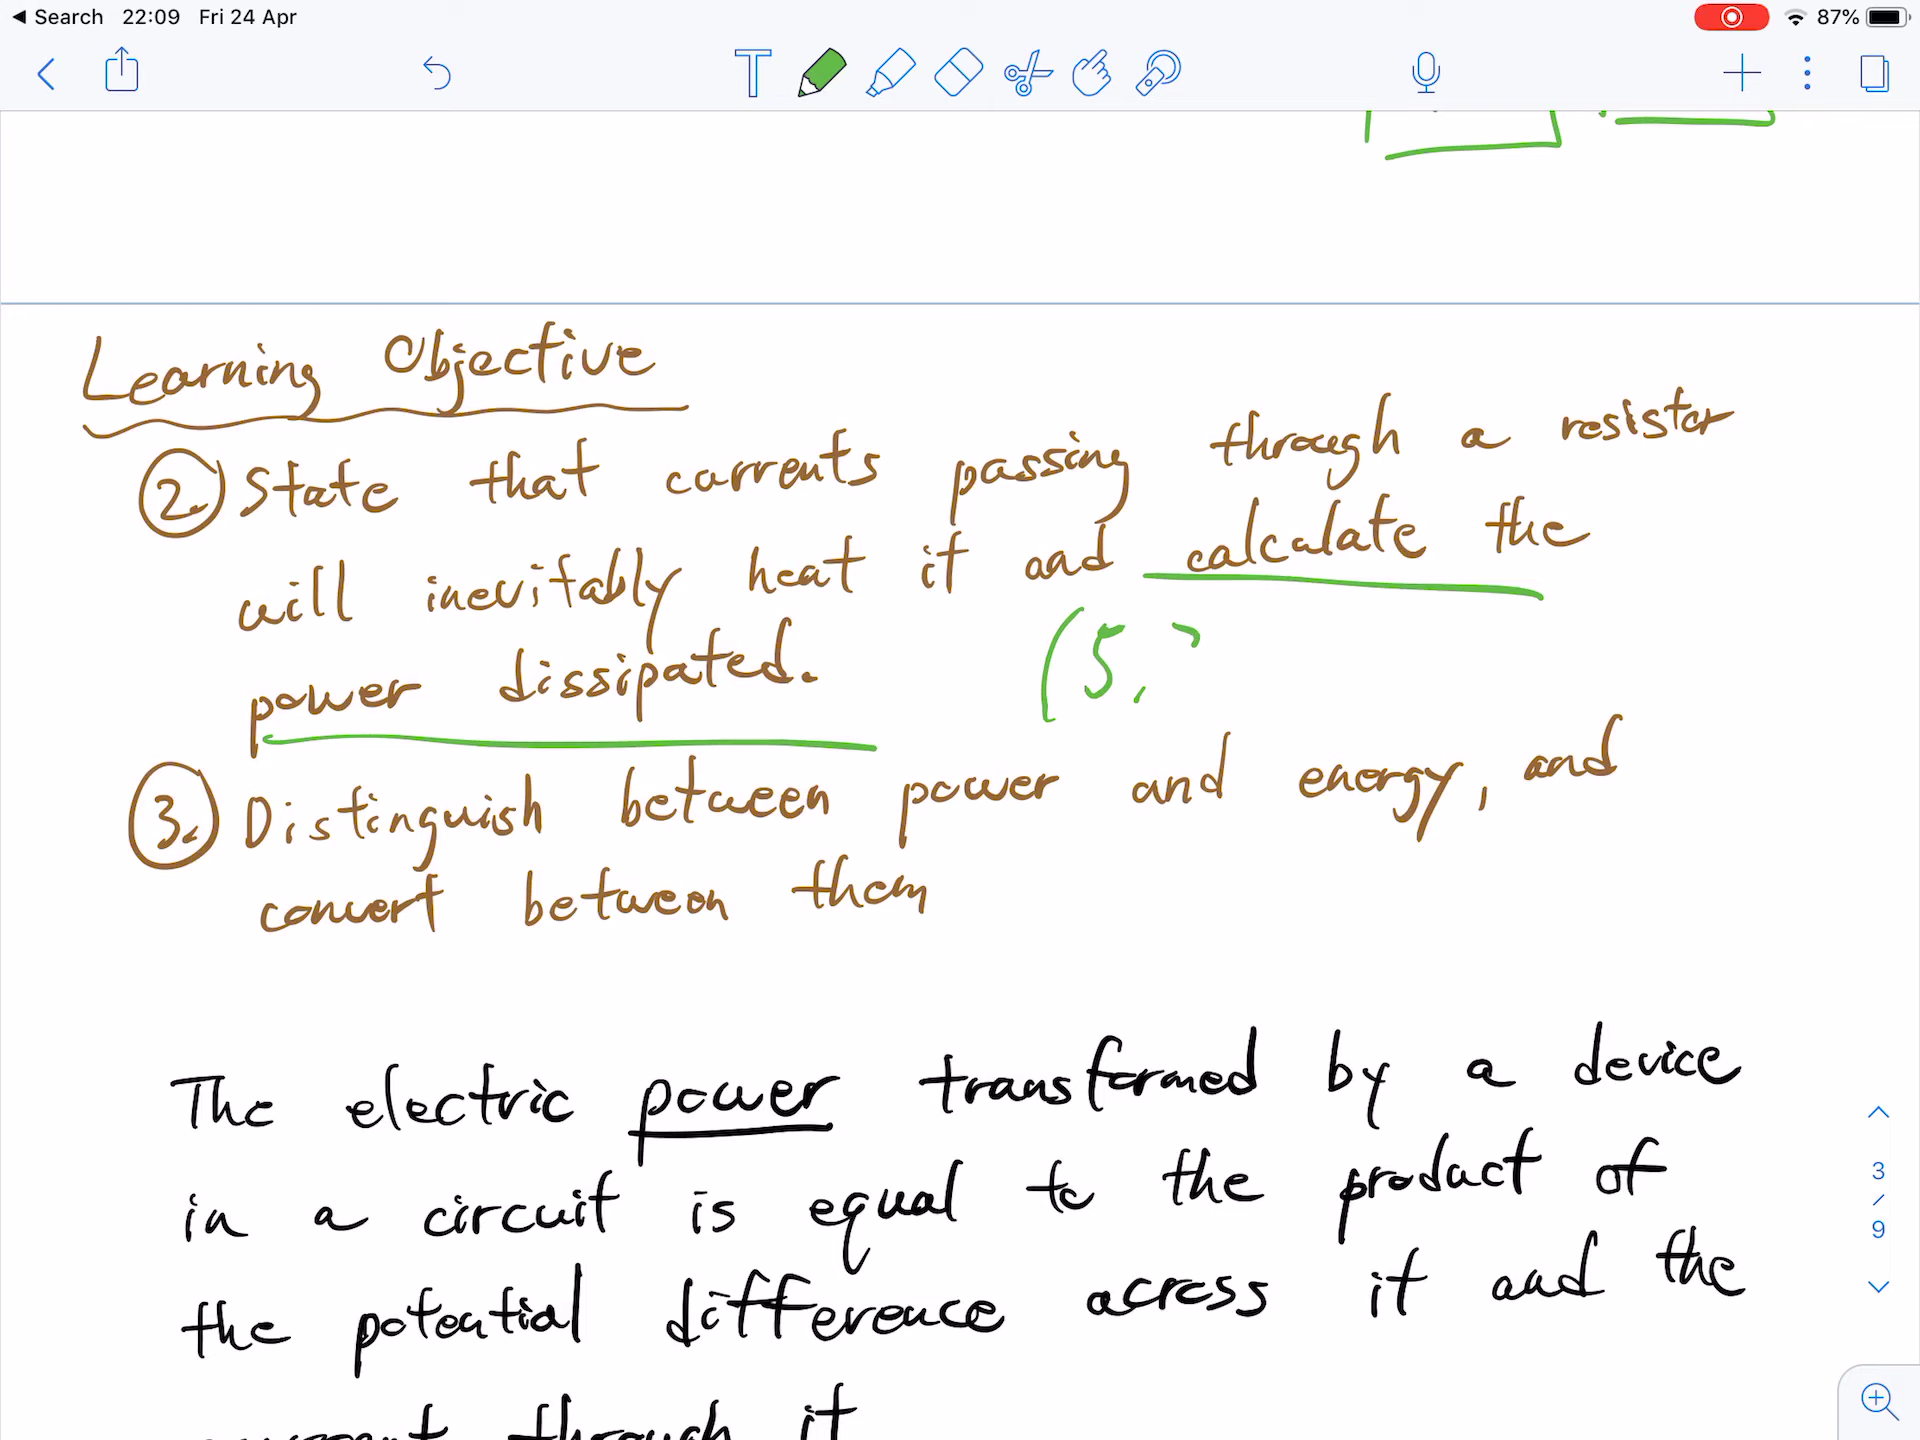 Search 22:09 Fri 24 Apr 87%
T
Learning Objective
2. State that currents passing through a resistor
will inevitably heat it and calculate the
power dissipated. (5,
3. Distinguish between power and energy, and
convert between them
The electric power transformed by a device
in a circuit is equal to the product of
the potential difference across it and the
current through it
3
/
9